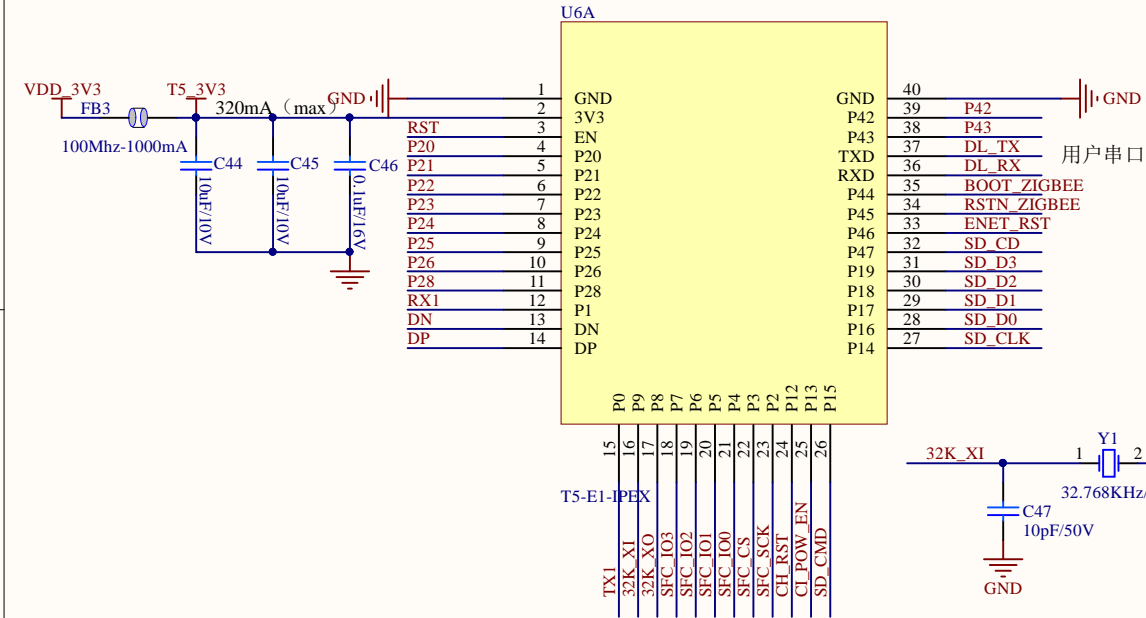 U6A
VDD_3V3
T5_3V3
FB3
320mA（max）
100Mhz-1000mA
GND
C44
10uF/10V
C45
10uF/10V
C46
0.1uF/16V
1 GND
2 3V3
RST 3 EN
P20 4 P20
P21 5 P21
P22 6 P22
P23 7 P23
P24 8 P24
P25 9 P25
P26 10 P26
P28 11 P28
RX1 12 P1
DN 13 DN
DP 14 DP
GND 40 GND
P42 39 P42
P43 38 P43
TXD 37 DL_TX
RXD 36 DL_RX
用户串口
P44 35 BOOT_ZIGBEE
P45 34 RSTN_ZIGBEE
P46 33 ENET_RST
P47 32 SD_CD
P19 31 SD_D3
P18 30 SD_D2
P17 29 SD_D1
P16 28 SD_D0
P14 27 SD_CLK
P0 15 TX1
P9 16 32K_XI
P8 17 32K_XO
P7 18 SFC_IO3
P6 19 SFC_IO2
P5 20 SFC_IO1
P4 21 SFC_IO0
P3 22 SFC_CS
P2 23 SFC_SCK
P12 24 CH_RST
P13 25 CI_POW_EN
P15 26 SD_CMD
T5-E1-IPEX
32K_XI
1 Y1 2
32.768KHz/
C47
10pF/50V
GND